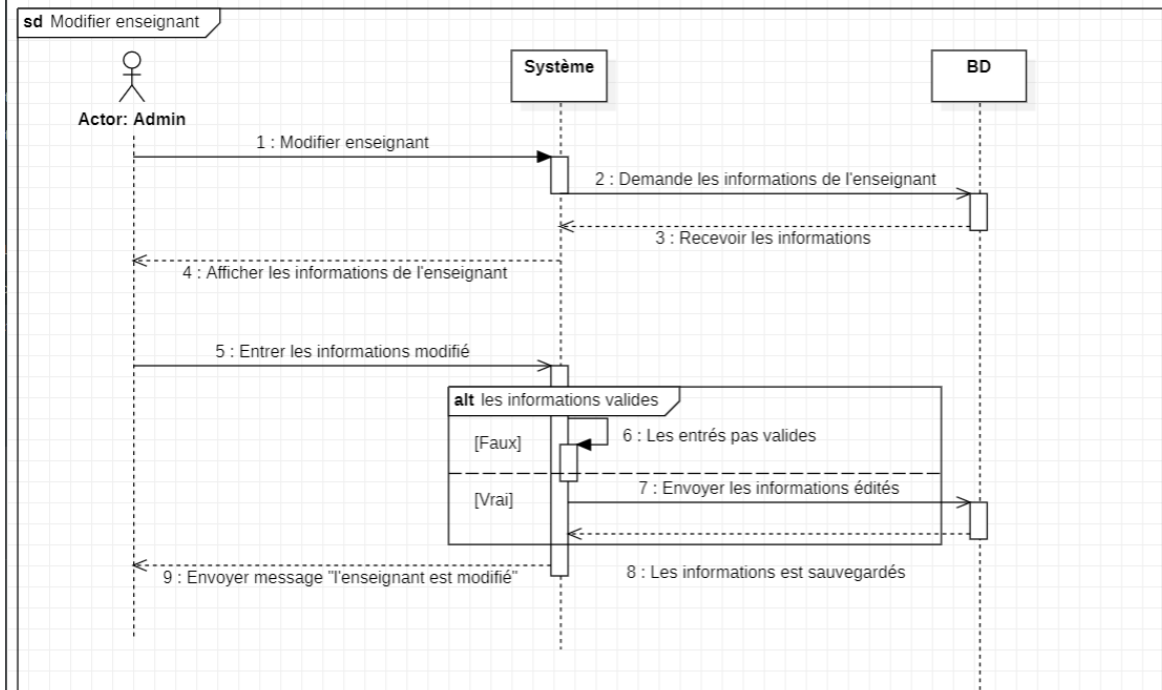 sd Modifier enseignant
Système
BD
Actor: Admin
1 : Modifier enseignant
2 : Demande les informations de l'enseignant
3 : Recevoir les informations
4 : Afficher les informations de l'enseignant
5 : Entrer les informations modifié
alt les informations valides
[Faux]
6 : Les entrés pas valides
7 : Envoyer les informations édités
[Vrai]
8 : Les informations est sauvegardés
9 : Envoyer message "l'enseignant est modifié"